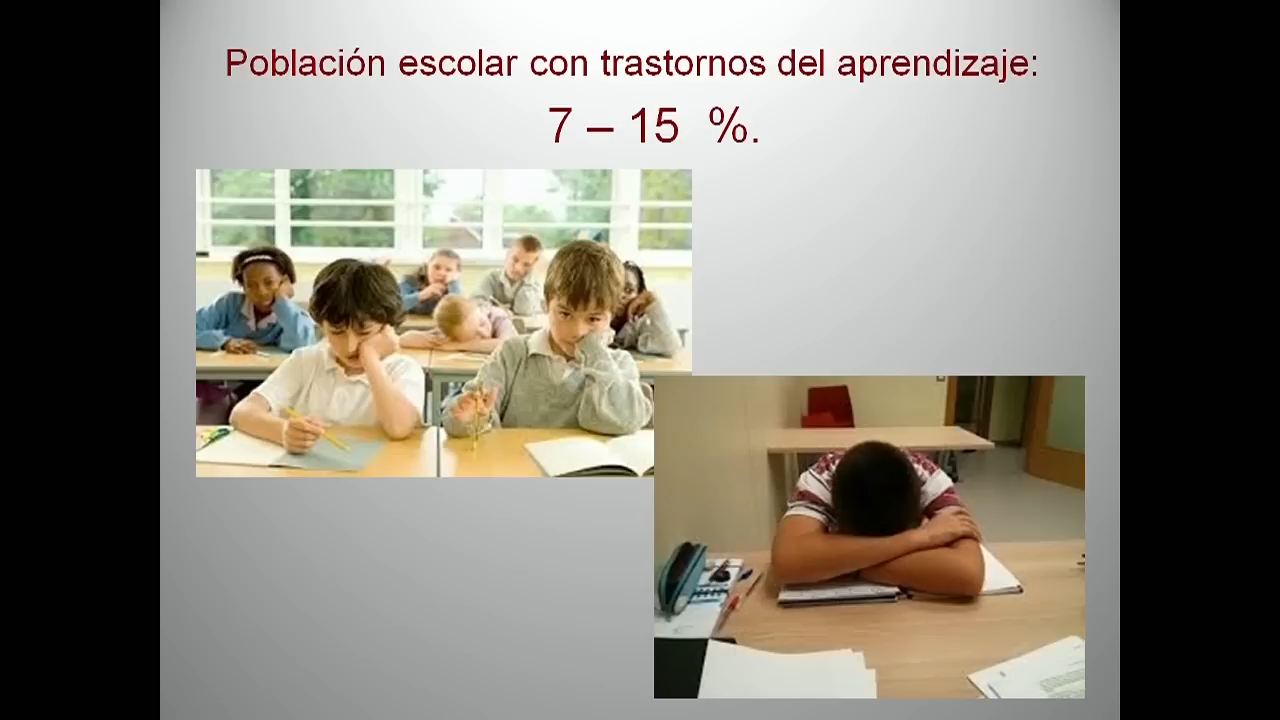 Población escolar con trastornos del aprendizaje:
7 – 15 %.